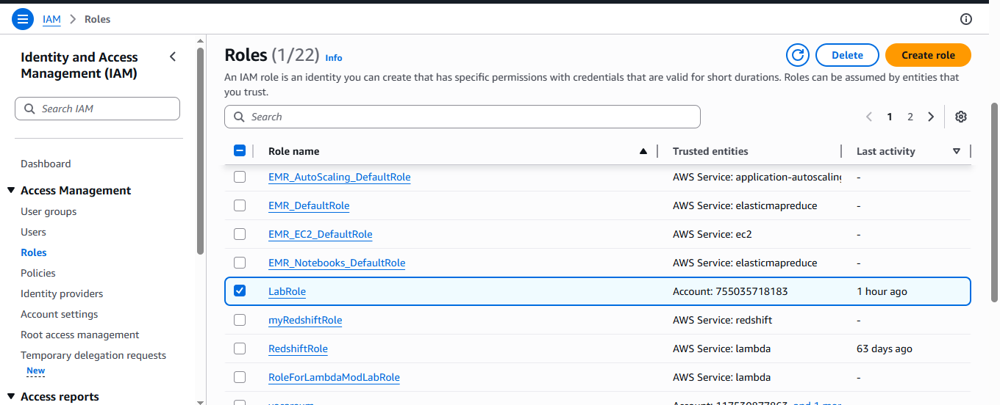 IAM > Roles
Identity and Access
Management (IAM)
Search IAM
Dashboard
Access Management
User groups
Users
Roles
Policies
Identity providers
Account settings
Root access management
Temporary delegation requests
New
Access reports
Roles (1/22) Info
Delete
Create role
An IAM role is an identity you can create that has specific permissions with credentials that are valid for short durations. Roles can be assumed by entities that
you trust.
Search
1 2
Role name Trusted entities Last activity
EMR_AutoScaling_DefaultRole AWS Service: application-autoscaling -
EMR_DefaultRole AWS Service: elasticmapreduce -
EMR_EC2_DefaultRole AWS Service: ec2 -
EMR_Notebooks_DefaultRole AWS Service: elasticmapreduce -
LabRole Account: 755035718183 1 hour ago
myRedshiftRole AWS Service: redshift -
RedshiftRole AWS Service: lambda 63 days ago
RoleForLambdaModLabRole AWS Service: lambda -